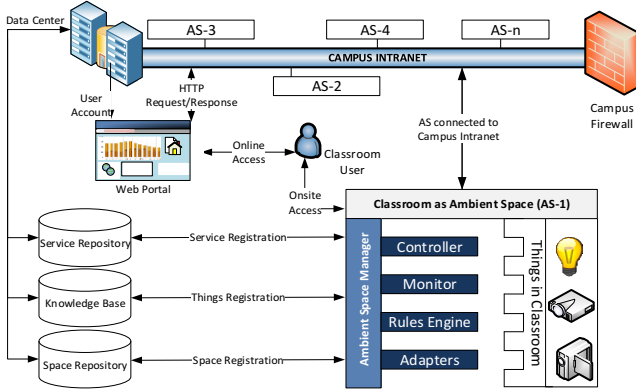 Data Center
AS-3
AS-4
AS-n
CAMPUS INTRANET
AS-2
User
Account
HTTP
Request/Response
AS connected to
Campus Intranet
Campus
Firewall
Web Portal
Online
Access
Classroom
User
Onsite
Access
Classroom as Ambient Space (AS-1)
Service Repository
Service Registration
Knowledge Base
Things Registration
Space Repository
Space Registration
Ambient Space Manager
Controller
Monitor
Rules Engine
Adapters
Things in Classroom